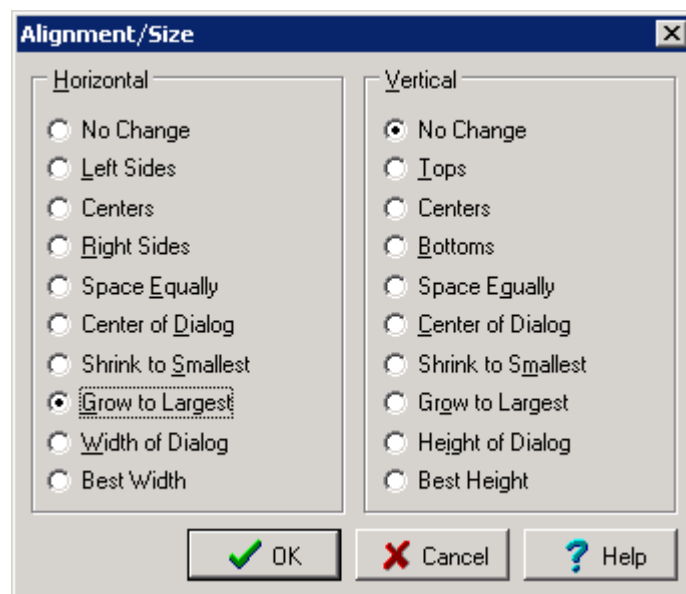 Alignment/Size
Horizontal
No Change
Left Sides
Centers
Right Sides
Space Equally
Center of Dialog
Shrink to Smallest
Grow to Largest
Width of Dialog
Best Width
Vertical
No Change
Tops
Centers
Bottoms
Space Equally
Center of Dialog
Shrink to Smallest
Grow to Largest
Height of Dialog
Best Height
OK
Cancel
? Help